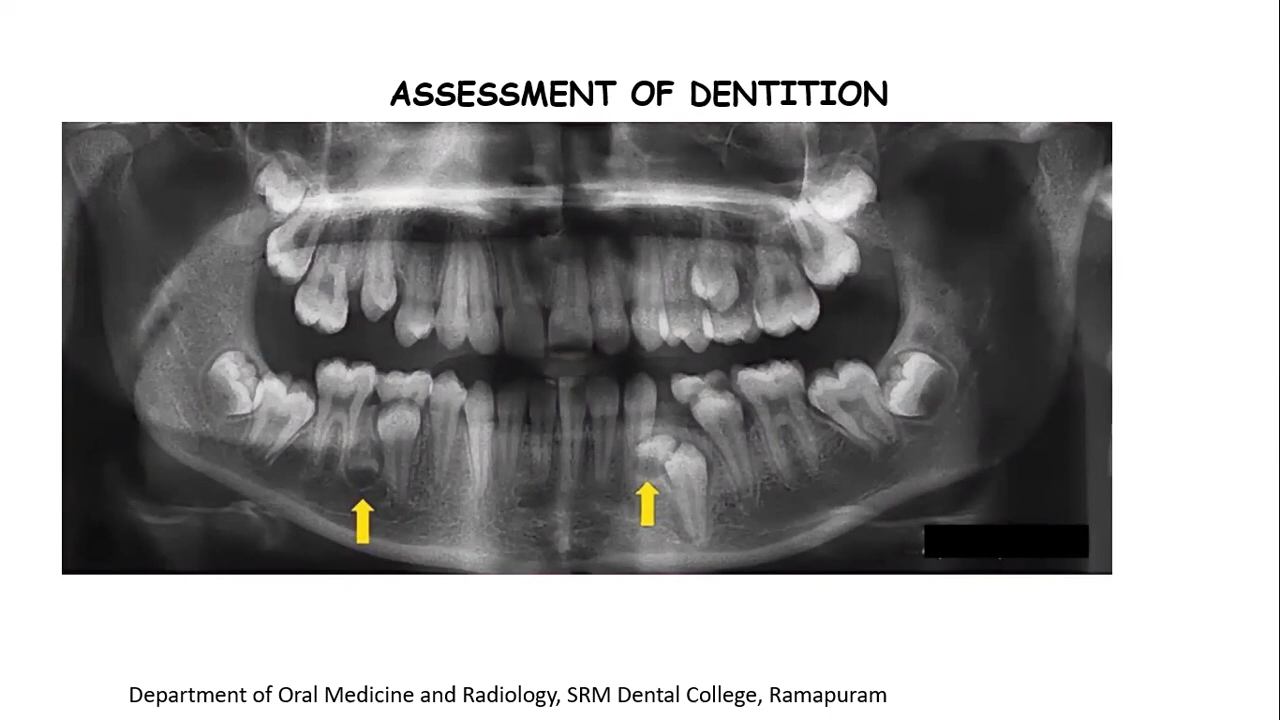 ASSESSMENT OF DENTITION
Department of Oral Medicine and Radiology, SRM Dental College, Ramapuram